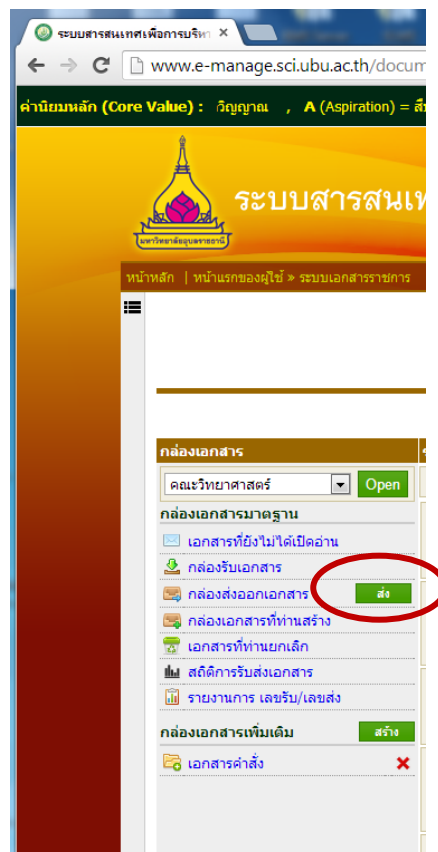 ระบบสารสนเทศเพื่อการบริหา ×
www.e-manage.sci.ubu.ac.th/docum
ค่านิยมหลัก (Core Value) : วิญญาณ , A (Aspiration) =
ระบบสารสนเ
มหาวิทยาลัยอุบลราชธานี
หน้าหลัก | หน้าแรกของผู้ใช้ » ระบบเอกสารราชการ
กล่องเอกสาร
คณะวิทยาศาสตร์ Open
กล่องเอกสารมาตฐาน
เอกสารที่ยังไม่ได้เปิดอ่าน
กล่องรับเอกสาร
กล่องส่งออกเอกสาร ส่ง
กล่องเอกสารที่ท่านสร้าง
เอกสารที่ท่านยกเลิก
สถิติการรับส่งเอกสาร
รายงานการ เลขรับ/เลขส่ง
กล่องเอกสารเพิ่มเติม สร้าง
เอกสารคำสั่ง